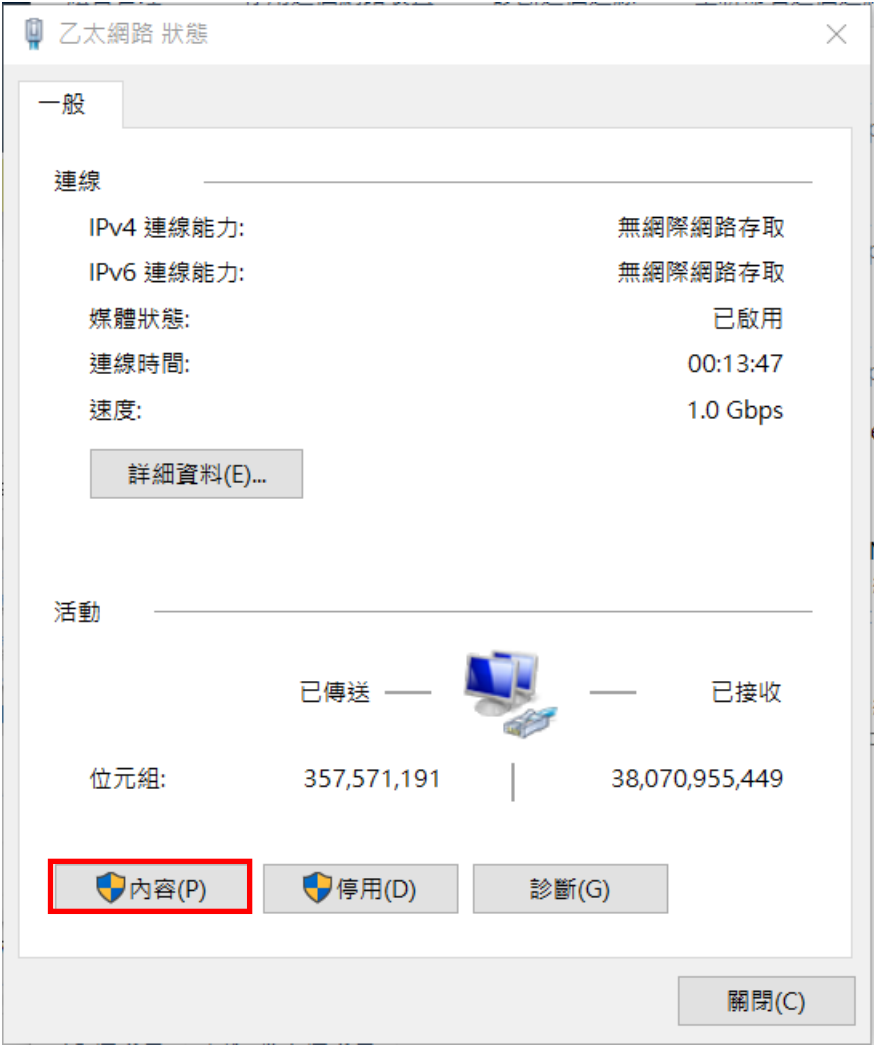 乙太網路 狀態
一般
連線
IPv4 連線能力: 無網際網路存取
IPv6 連線能力: 無網際網路存取
媒體狀態: 已啟用
連線時間: 00:13:47
速度: 1.0 Gbps
詳細資料(E)...
活動
已傳送 已接收
位元組: 357,571,191 38,070,955,449
內容(P) 停用(D) 診斷(G)
關閉(C)